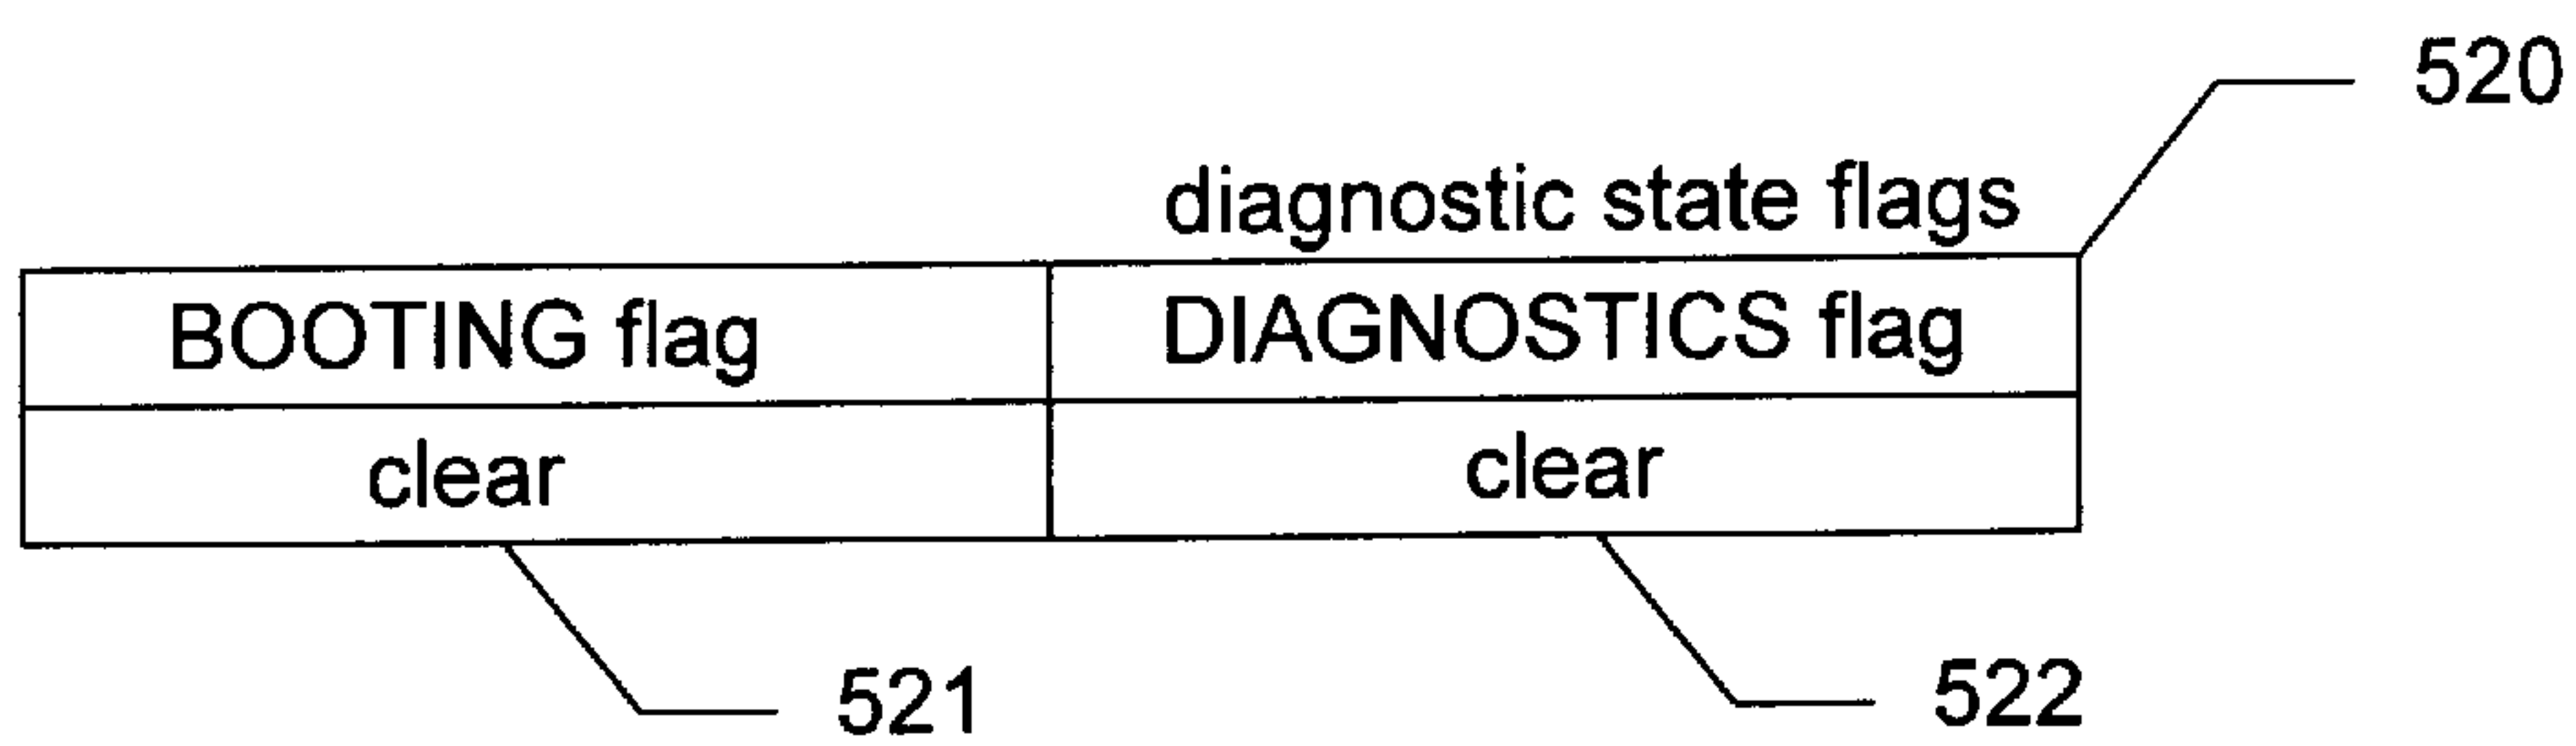 520
diagnostic state flags
BOOTING flag DIAGNOSTICS flag
clear clear
521 522